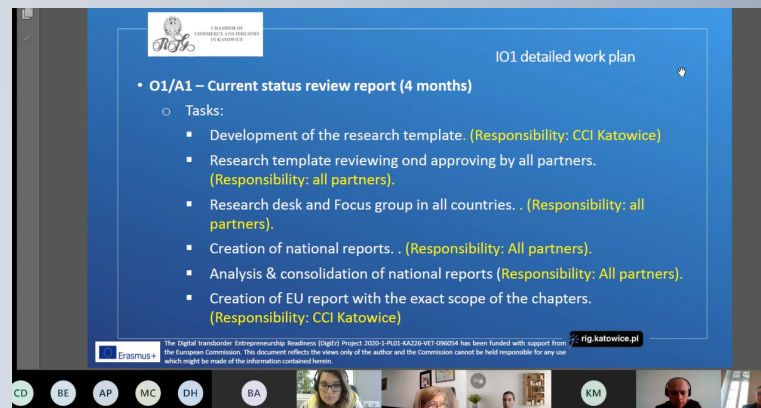 CHAMBER OF
COMMERCE AND INDUSTRY
IN KATOWICE
IO1 detailed work plan
• O1/A1 – Current status review report (4 months)
o Tasks:
▪ Development of the research template. (Responsibility: CCI Katowice)
▪ Research template reviewing ond approving by all partners.
(Responsibility: all partners).
▪ Research desk and Focus group in all countries. . (Responsibility: all
partners).
▪ Creation of national reports. . (Responsibility: All partners).
▪ Analysis & consolidation of national reports (Responsibility: All partners).
▪ Creation of EU report with the exact scope of the chapters.
(Responsibility: CCI Katowice)
rig.katowice.pl
Erasmus+
The Digital transborder Entrepreneurship Readiness (DigEr) Project 2020-1-PL01-KA226-VET-096054 has been funded with support from
the European Commission. This document reflects the views only of the author and the Commission cannot be held responsible for any use
which might be made of the information contained herein.
CD BE AP MC DH BA KM